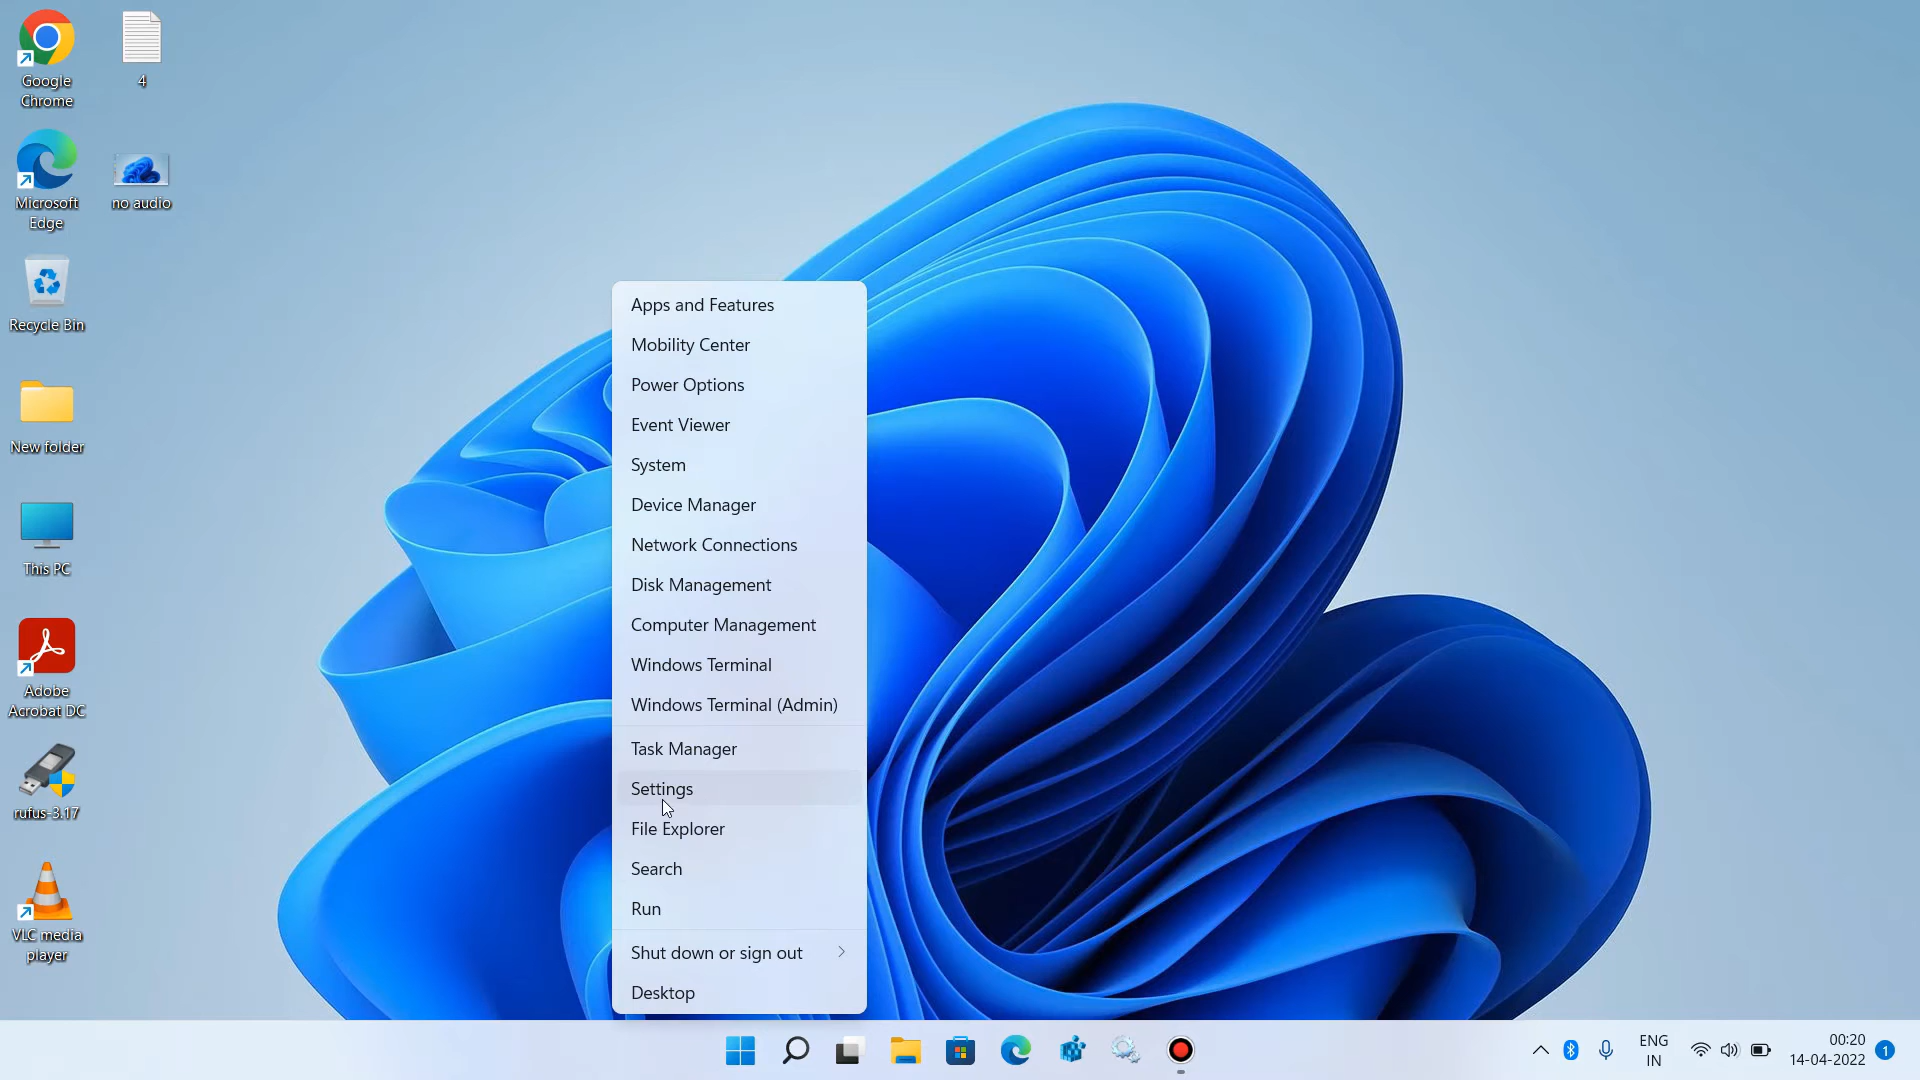 Google
Chrome
4
Microsoft
Edge
no audio
Recycle Bin
New folder
This PC
Adobe
Acrobat DC
rufus-3.17
VLC media
player
Apps and Features
Mobility Center
Power Options
Event Viewer
System
Device Manager
Network Connections
Disk Management
Computer Management
Windows Terminal
Windows Terminal (Admin)
Task Manager
Settings
File Explorer
Search
Run
Shut down or sign out
Desktop
ENG
IN
00:20
14-04-2022
1